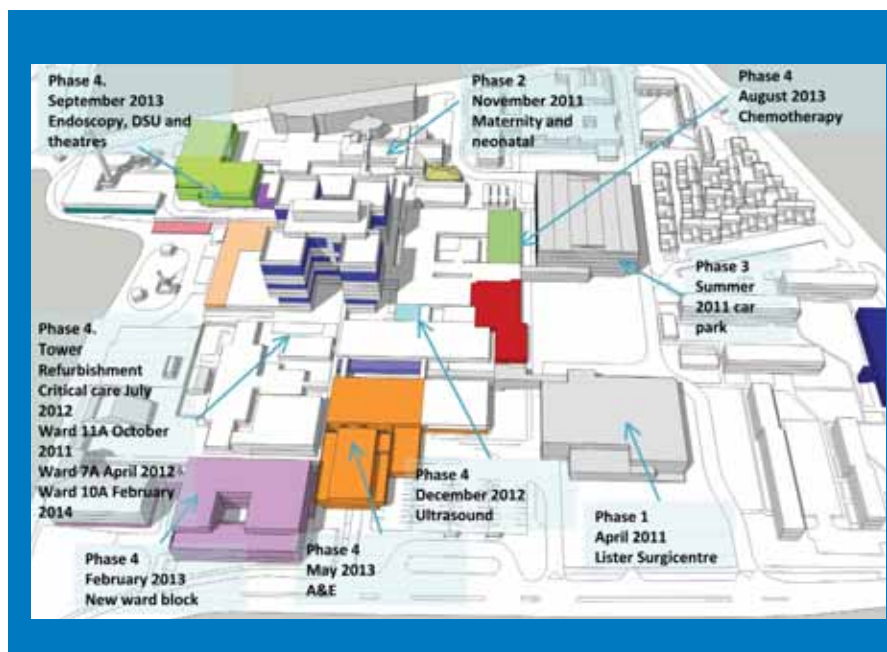 Phase 4.
September 2013
Endoscopy, DSU and
theatres
Phase 2
November 2011
Maternity and
neonatal
Phase 4
August 2013
Chemotherapy
Phase 3
Summer
2011 car
park
Phase 4.
Tower
Refurbishment
Critical care July
2012
Ward 11A October
2011
Ward 7A April 2012
Ward 10A February
2014
Phase 4
December 2012
Ultrasound
Phase 1
April 2011
Lister Surgicentre
Phase 4
February 2013
New ward block
Phase 4
May 2013
A&E